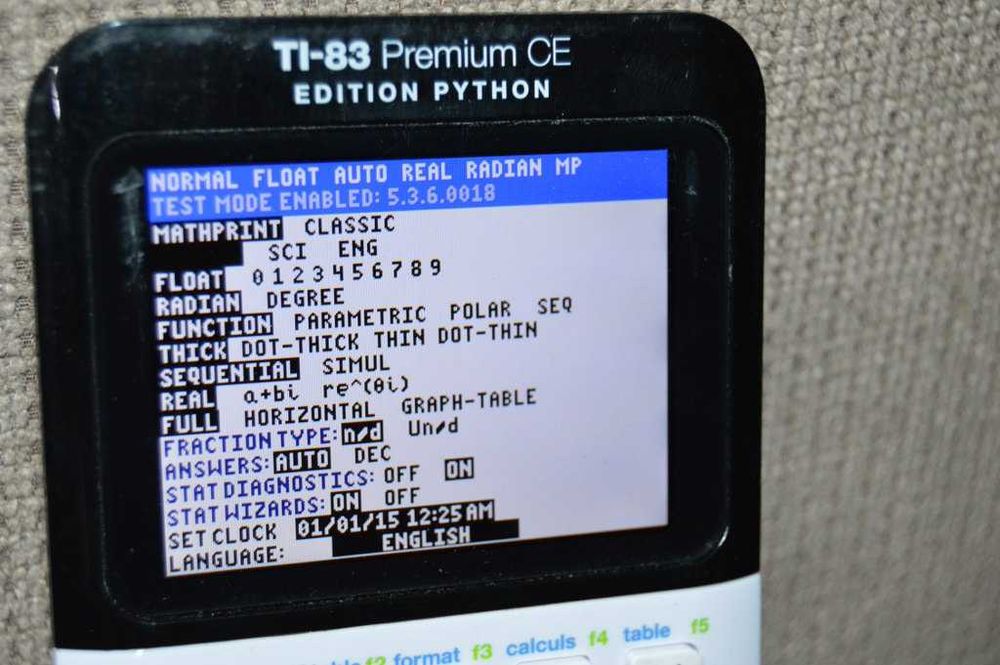 TI-83 Premium CE
EDITION PYTHON
NORMAL FLOAT AUTO REAL RADIAN MP
TEST MODE ENABLED: 5.3.6.0018
MATHPRINT CLASSIC
SCI ENG
FLOAT 0 1 2 3 4 5 6 7 8 9
RADIAN DEGREE
FUNCTION PARAMETRIC POLAR SEQ
THICK DOT-THICK THIN DOT-THIN
SEQUENTIAL SIMUL
REAL a+bi re^(θi)
FULL HORIZONTAL GRAPH-TABLE
FRACTION TYPE: n/d Un/d
ANSWERS: AUTO DEC
STAT DIAGNOSTICS: OFF ON
STAT WIZARDS: ON OFF
SET CLOCK 01/01/15 12:25 AM
LANGUAGE: ENGLISH
f2 format f3 calculs f4 table f5